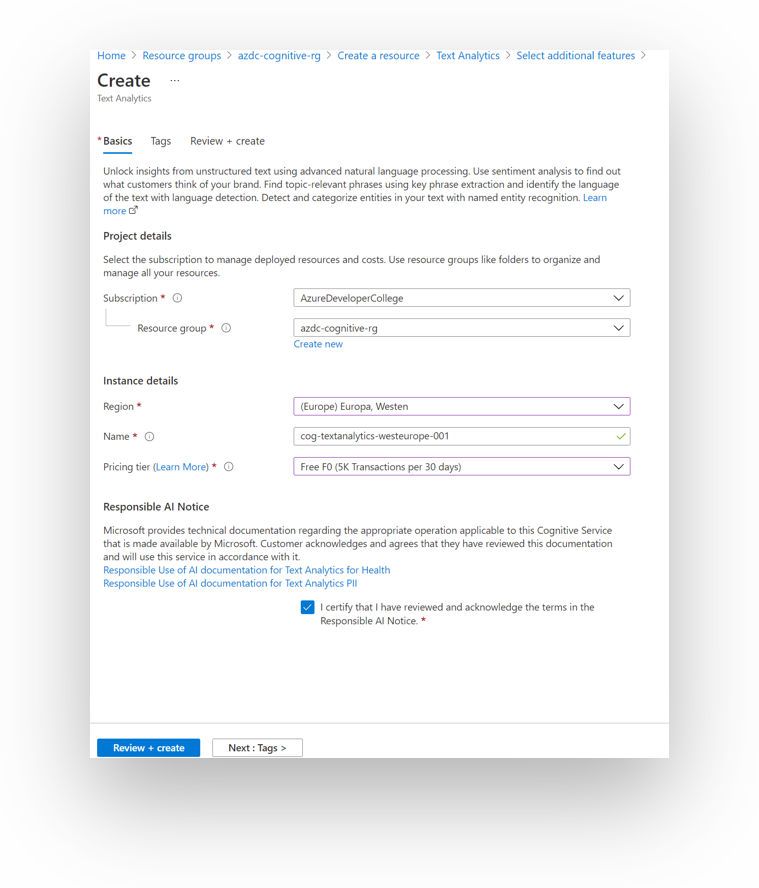 Home > Resource groups > azdc-cognitive-rg > Create a resource > Text Analytics > Select additional features >
Create ...
Text Analytics
* Basics Tags Review + create
Unlock insights from unstructured text using advanced natural language processing. Use sentiment analysis to find out
what customers think of your brand. Find topic-relevant phrases using key phrase extraction and identify the language
of the text with language detection. Detect and categorize entities in your text with named entity recognition. Learn
more
Project details
Select the subscription to manage deployed resources and costs. Use resource groups like folders to organize and
manage all your resources.
Subscription * AzureDeveloperCollege
Resource group * azdc-cognitive-rg
Create new
Instance details
Region * (Europe) Europa, Westen
Name * cog-textanalytics-westeurope-001
Pricing tier (Learn More) * Free F0 (5K Transactions per 30 days)
Responsible AI Notice
Microsoft provides technical documentation regarding the appropriate operation applicable to this Cognitive Service
that is made available by Microsoft. Customer acknowledges and agrees that they have reviewed this documentation
and will use this service in accordance with it.
Responsible Use of AI documentation for Text Analytics for Health
Responsible Use of AI documentation for Text Analytics PII
I certify that I have reviewed and acknowledge the terms in the
Responsible AI Notice. *
Review + create Next : Tags >